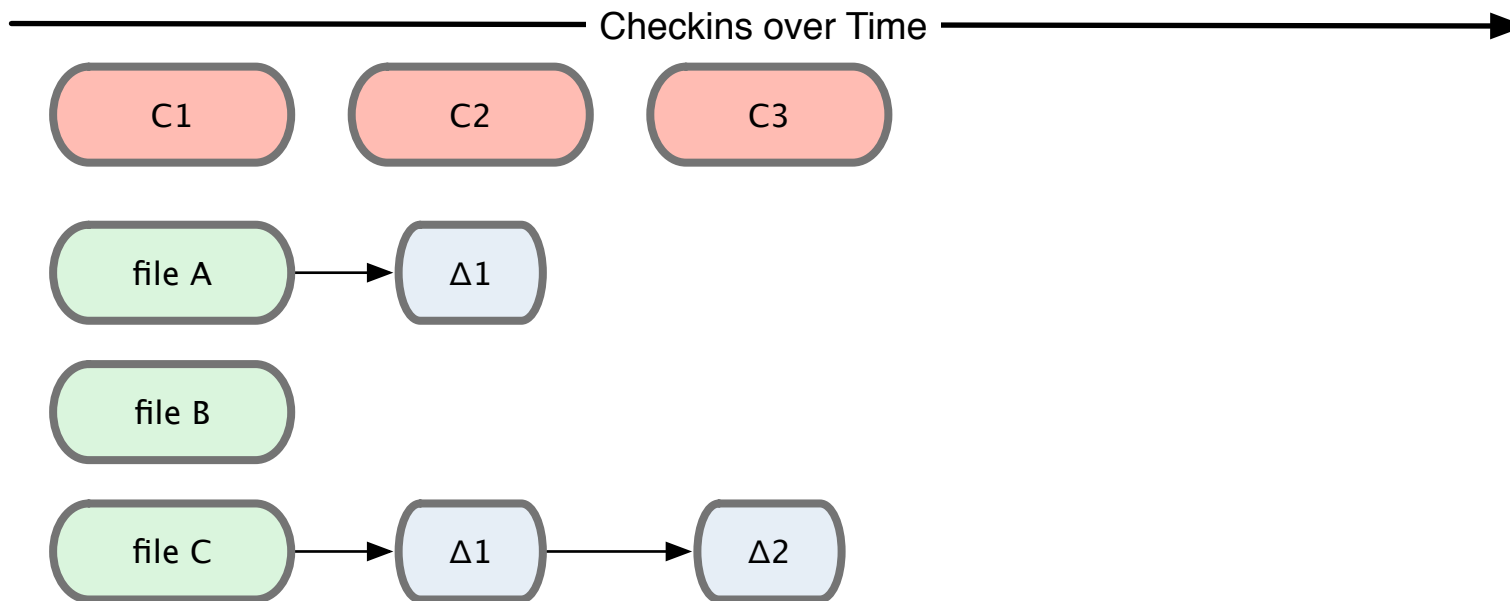 Checkins over Time
C1 C2 C3
file A Δ1
file B
file C Δ1 Δ2